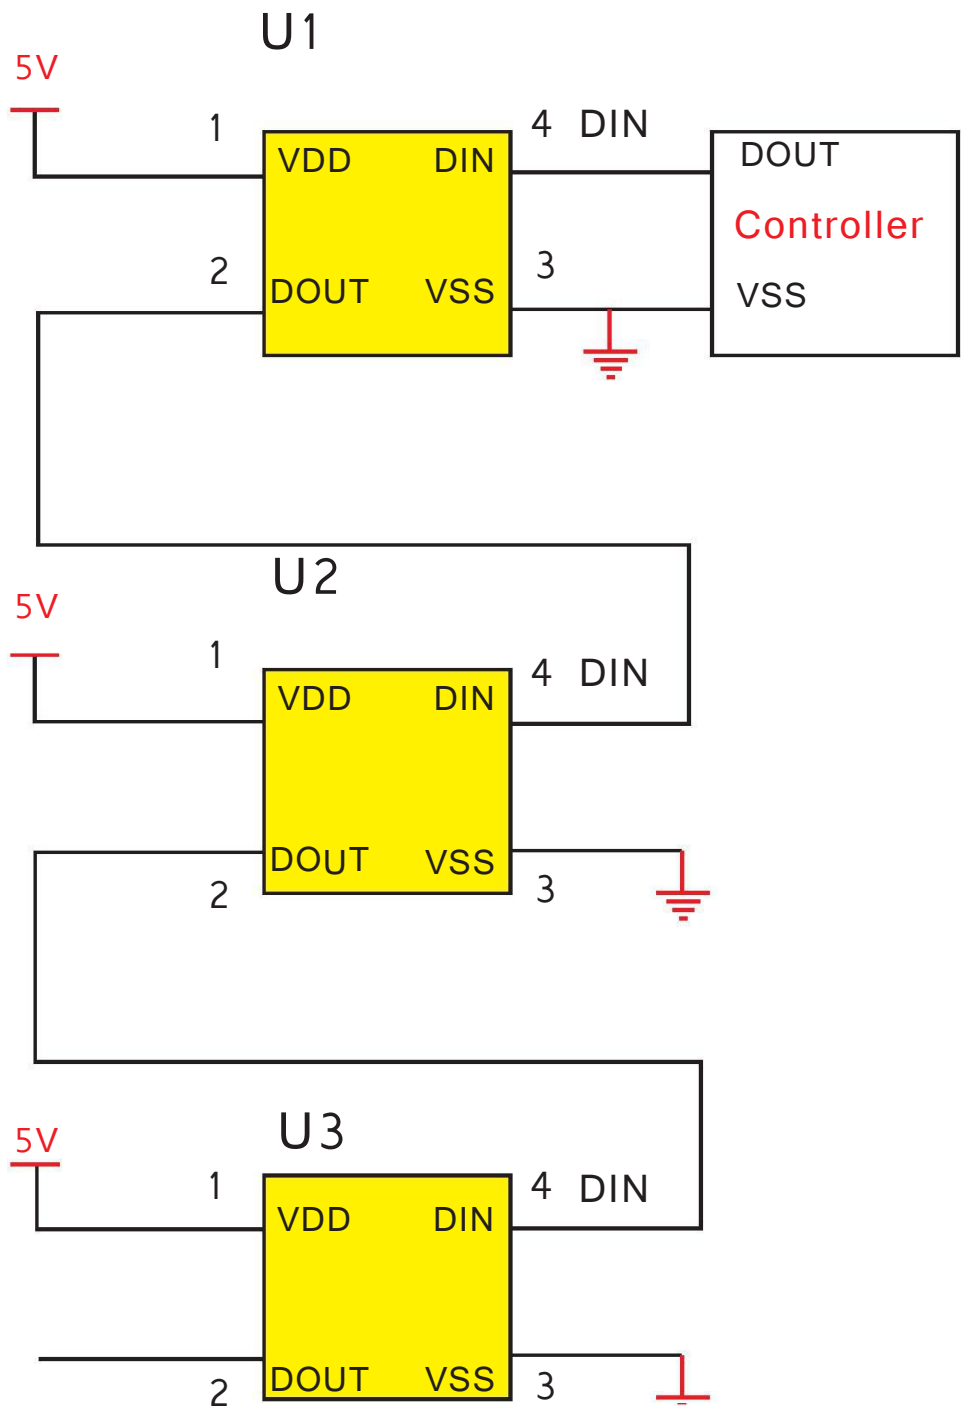 U1
5V
1
4 DIN
VDD DIN
DOUT
Controller
2
3
DOUT VSS
VSS
U2
5V
1
4 DIN
VDD DIN
DOUT VSS
2
3
U3
5V
1
4 DIN
VDD DIN
DOUT VSS
2
3